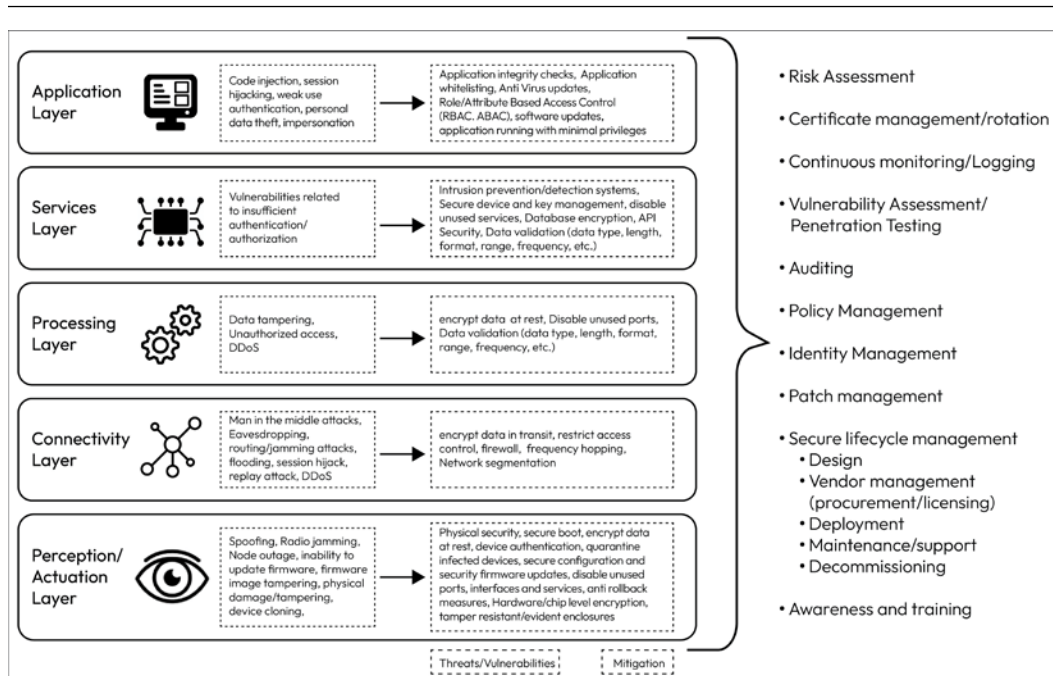 Application
Layer
Code injection, session
hijacking, weak use
authentication, personal
data theft, impersonation
Application integrity checks, Application
whitelisting, Anti Virus updates,
Role/Attribute Based Access Control
(RBAC. ABAC), software updates,
application running with minimal privileges
Services
Layer
Vulnerabilities related
to insufficient
authentication/
authorization
Intrusion prevention/detection systems,
Secure device and key management, disable
unused services, Database encryption, API
Security, Data validation (data type, length,
format, range, frequency, etc.)
Processing
Layer
Data tampering,
Unauthorized access,
DDoS
encrypt data at rest, Disable unused ports,
Data validation (data type, length, format,
range, frequency, etc.)
Connectivity
Layer
Man in the middle attacks,
Eavesdropping,
routing/jamming attacks,
flooding, session hijack,
replay attack, DDoS
encrypt data in transit, restrict access
control, firewall, frequency hopping,
Network segmentation
Perception/
Actuation
Layer
Spoofing, Radio jamming,
Node outage, inability to
update firmware, firmware
image tampering, physical
damage/tampering,
device cloning,
Physical security, secure boot, encrypt data
at rest, device authentication, quarantine
infected devices, secure configuration and
security firmware updates, disable unused
ports, interfaces and services, anti rollback
measures, Hardware/chip level encryption,
tamper resistant/evident enclosures
Threats/Vulnerabilities
Mitigation
• Risk Assessment
• Certificate management/rotation
• Continuous monitoring/Logging
• Vulnerability Assessment/
Penetration Testing
• Auditing
• Policy Management
• Identity Management
• Patch management
• Secure lifecycle management
• Design
• Vendor management
(procurement/licensing)
• Deployment
• Maintenance/support
• Decommissioning
• Awareness and training